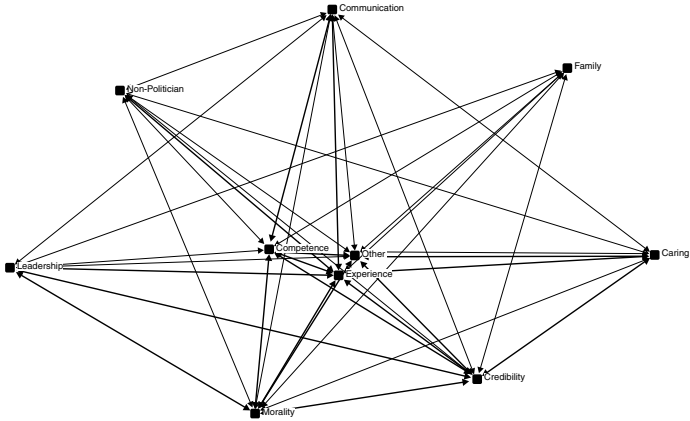 Communication
Family
Non-Politician
Competence
Other
Caring
Leadership
Experience
Credibility
Morality